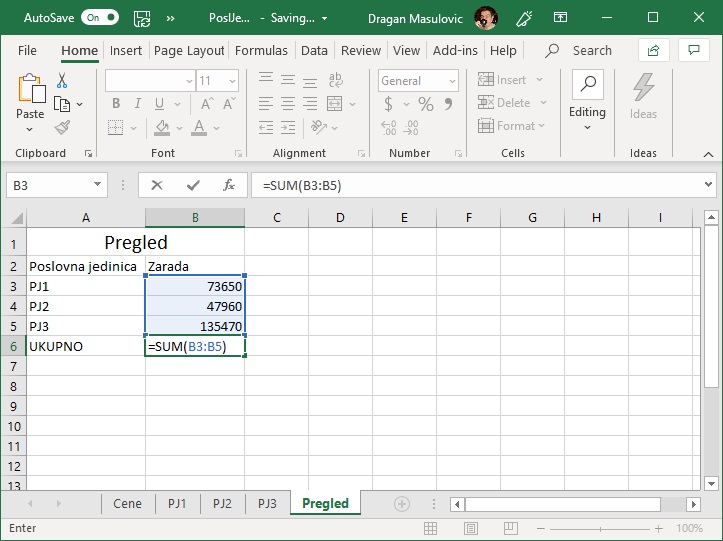 AutoSave On PoslJe... - Saving... Dragan Masulovic
File Home Insert Page Layout Formulas Data Review View Add-ins Help Search
11 General Insert
Paste B I U A A $ % 9 Delete Editing Ideas
A .00 .00 Format
Clipboard Font Alignment Number Cells Ideas
B3 fx =SUM(B3:B5)
A B C D E F G H I
1 Pregled
2 Poslovna jedinica Zarada
3 PJ1 73650
4 PJ2 47960
5 PJ3 135470
6 UKUPNO =SUM(B3:B5)
7
8
9
10
11
12
13
Cene PJ1 PJ2 PJ3 Pregled
Enter 100%